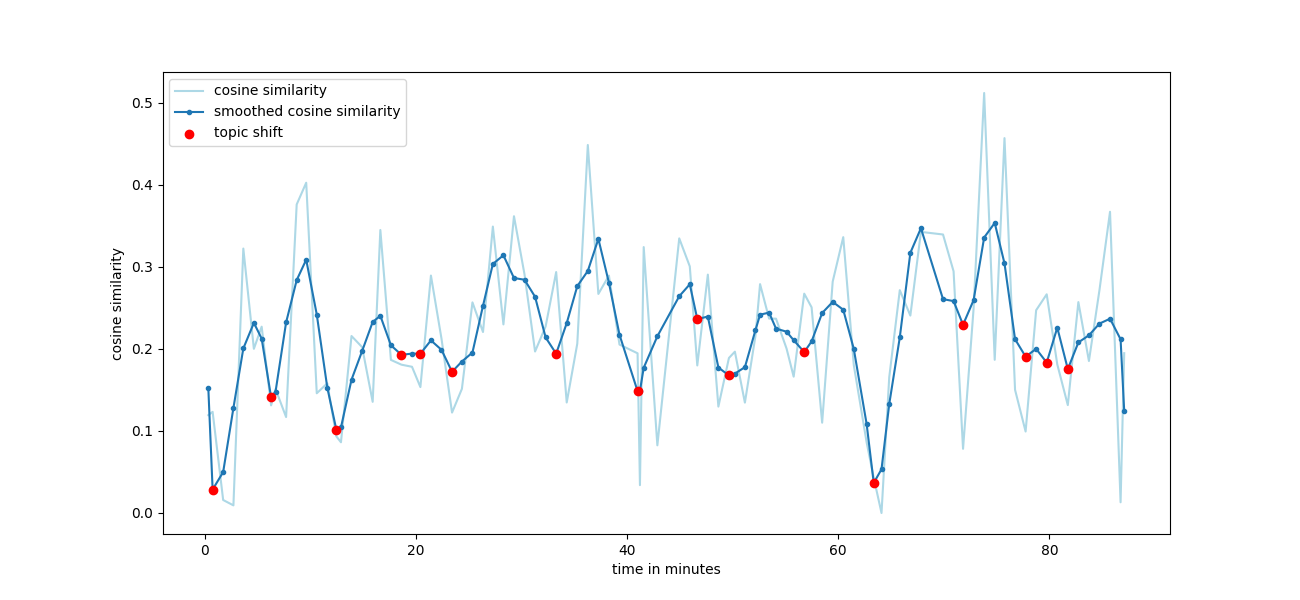 cosine similarity
smoothed cosine similarity
topic shift
cosine similarity
0.5
0.4
0.3
0.2
0.1
0.0
0 20 40 60 80
time in minutes